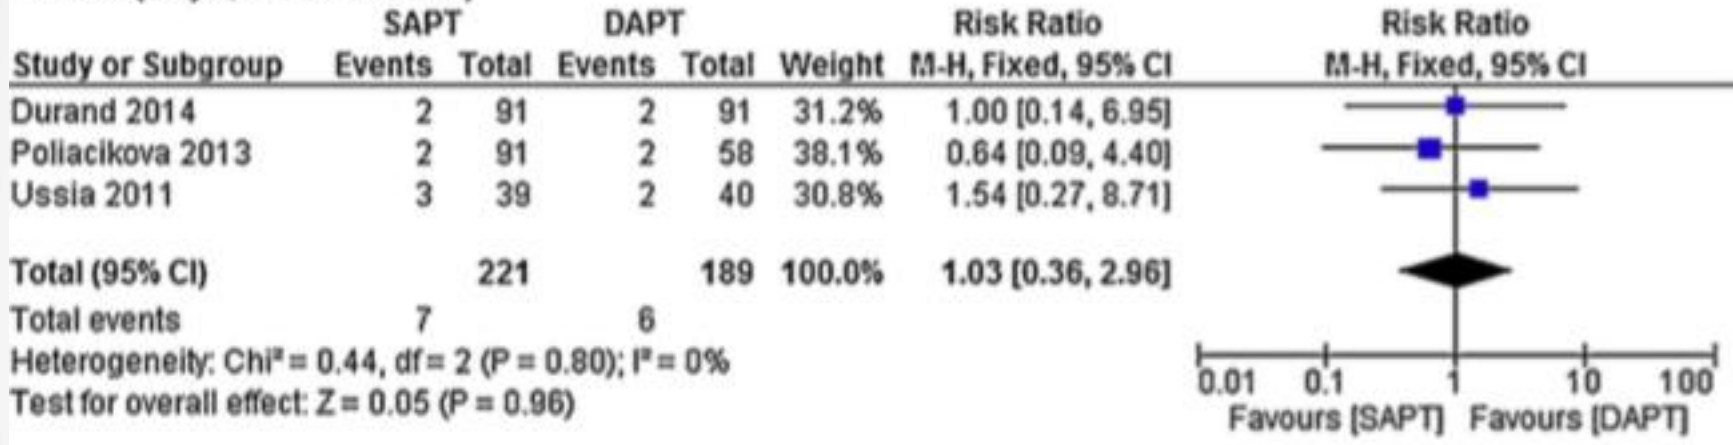 SAPT DAPT Risk Ratio Risk Ratio
Study or Subgroup Events Total Events Total Weight M-H, Fixed, 95% CI M-H, Fixed, 95% CI
Durand 2014 2 91 2 91 31.2% 1.00 [0.14, 6.95]
Poliacikova 2013 2 91 2 58 38.1% 0.64 [0.09, 4.40]
Ussia 2011 3 39 2 40 30.8% 1.54 [0.27, 8.71]
Total (95% CI) 221 189 100.0% 1.03 [0.36, 2.96]
Total events 7 6
Heterogeneity: Chi² = 0.44, df = 2 (P = 0.80); I² = 0%
Test for overall effect: Z = 0.05 (P = 0.96)
0.01 0.1 1 10 100
Favours [SAPT] Favours [DAPT]